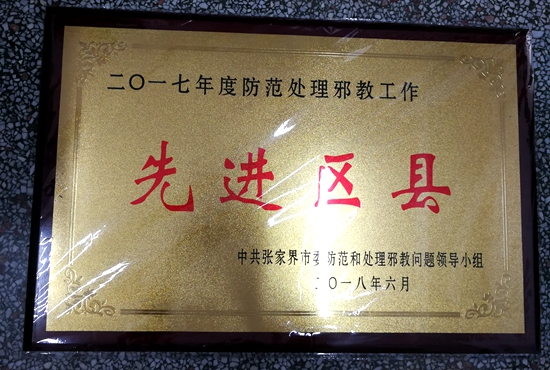 二〇一七年度防范处理邪教工作
先进区县
中共张家界市委防范和处理邪教问题领导小组
二〇一八年六月